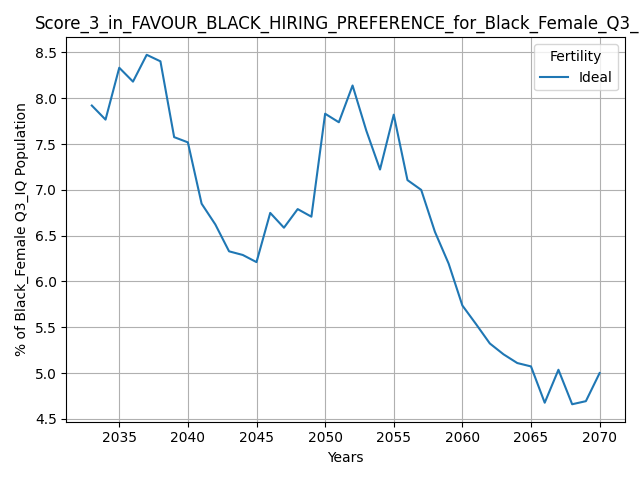 Score_3_in_FAVOUR_BLACK_HIRING_PREFERENCE_for_Black_Female_Q3_
Fertility
Ideal
% of Black_Female Q3_IQ Population
8.5
8.0
7.5
7.0
6.5
6.0
5.5
5.0
4.5
2035 2040 2045 2050 2055 2060 2065 2070
Years